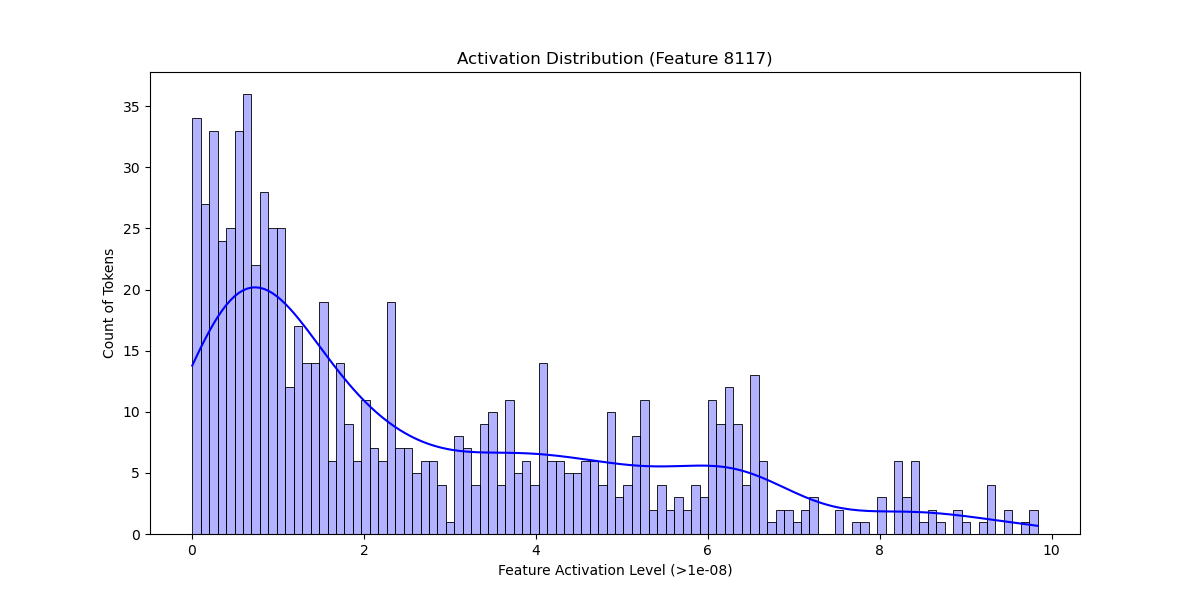 Activation Distribution (Feature 8117)
Count of Tokens
35
30
25
20
15
10
5
0
0 2 4 6 8 10
Feature Activation Level (>1e-08)